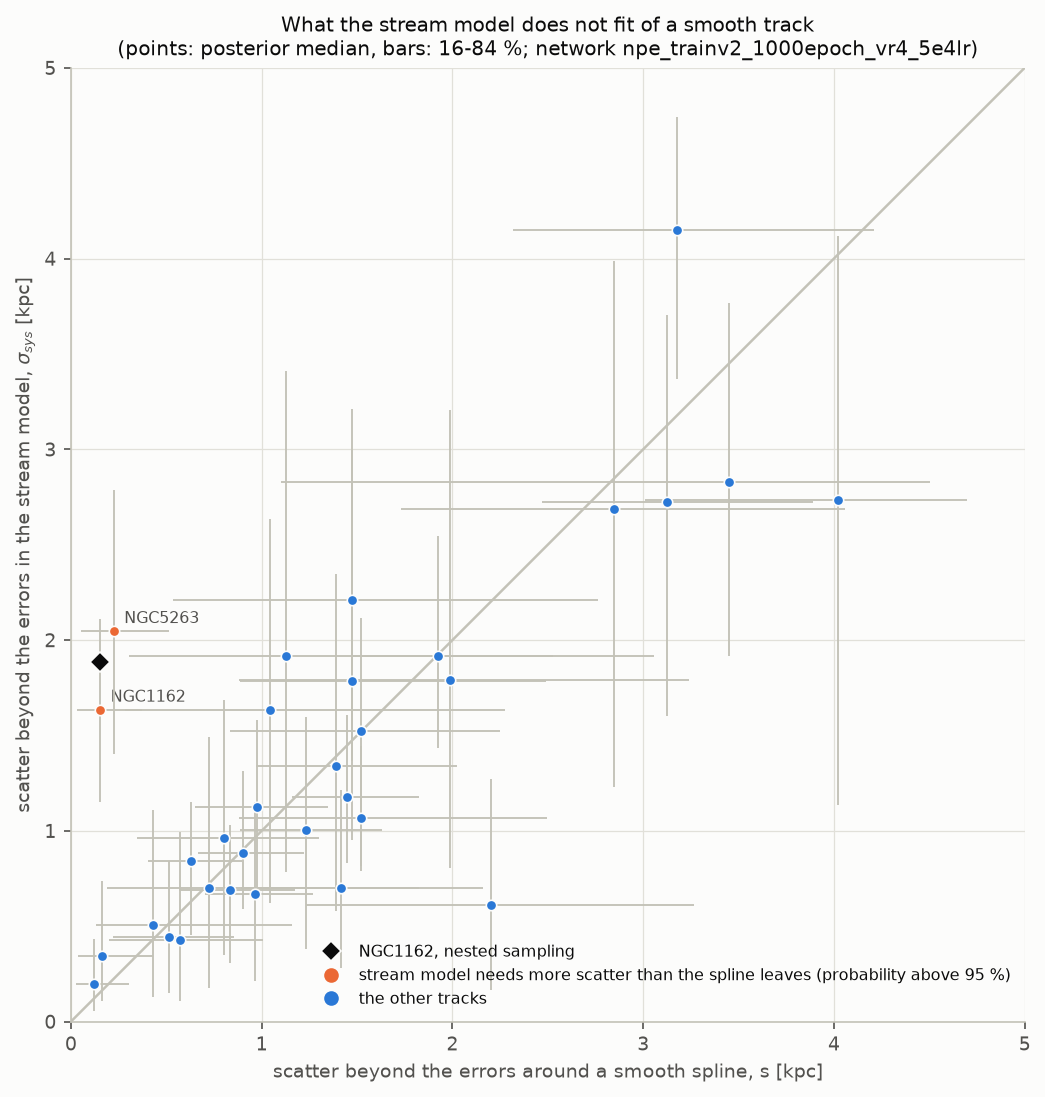 What the stream model does not fit of a smooth track
(points: posterior median, bars: 16-84 %; network npe_trainv2_1000epoch_vr4_5e4lr)
5
4
3
2
1
0
scatter beyond the errors in the stream model, σsys [kpc]
NGC5263
NGC1162
NGC1162, nested sampling
stream model needs more scatter than the spline leaves (probability above 95 %)
the other tracks
0 1 2 3 4 5
scatter beyond the errors around a smooth spline, s [kpc]